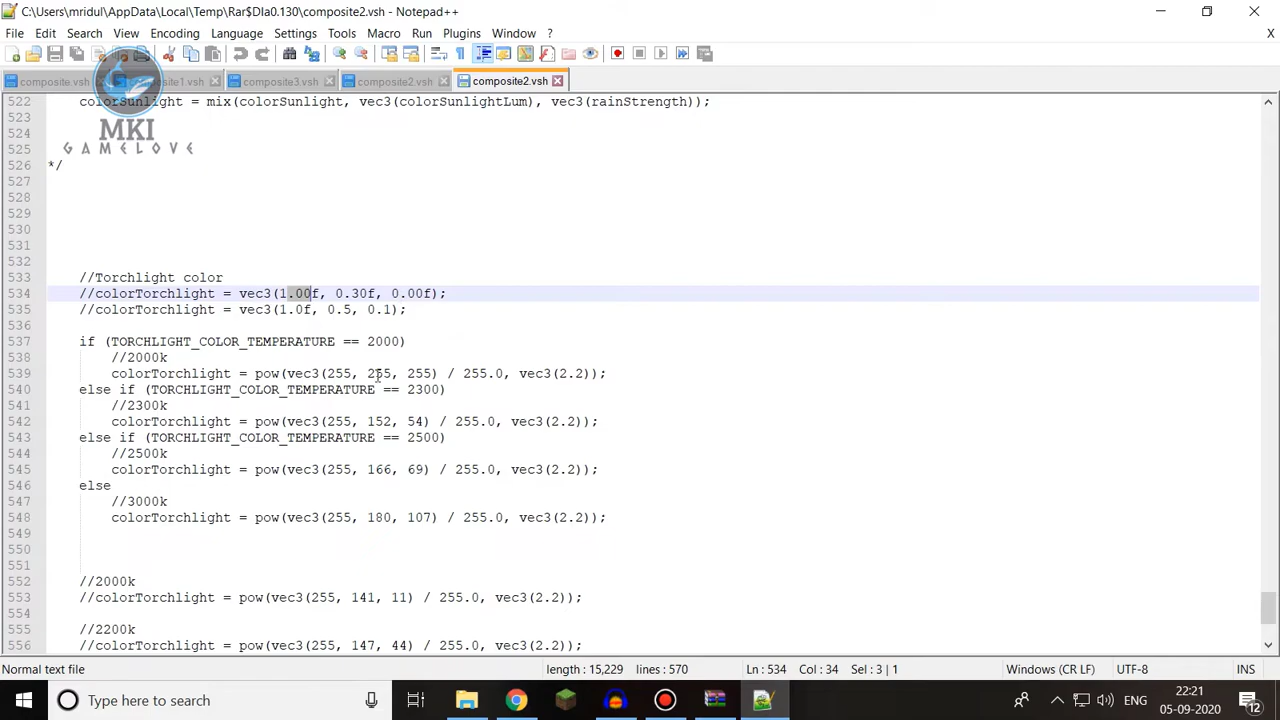 C:\Users\mridul\AppData\Local\Temp\Rar$DIa0.130\composite2.vsh - Notepad++
File Edit Search View Encoding Language Settings Tools Macro Run Plugins Window ? X
composite.vsh composite1.vsh composite3.vsh composite2.vsh composite2.vsh
522 colorSunlight = mix(colorSunlight, vec3(colorSunlightLum), vec3(rainStrength));
523
524
525
526 */
527
528
529
530
531
532
533 //Torchlight color
534 //colorTorchlight = vec3(1.00f, 0.30f, 0.00f);
535 //colorTorchlight = vec3(1.0f, 0.5, 0.1);
536
537 if (TORCHLIGHT_COLOR_TEMPERATURE == 2000)
538 //2000k
539 colorTorchlight = pow(vec3(255, 255, 255) / 255.0, vec3(2.2));
540 else if (TORCHLIGHT_COLOR_TEMPERATURE == 2300)
541 //2300k
542 colorTorchlight = pow(vec3(255, 152, 54) / 255.0, vec3(2.2));
543 else if (TORCHLIGHT_COLOR_TEMPERATURE == 2500)
544 //2500k
545 colorTorchlight = pow(vec3(255, 166, 69) / 255.0, vec3(2.2));
546 else
547 //3000k
548 colorTorchlight = pow(vec3(255, 180, 107) / 255.0, vec3(2.2));
549
550
551
552 //2000k
553 //colorTorchlight = pow(vec3(255, 141, 11) / 255.0, vec3(2.2));
554
555 //2200k
556 //colorTorchlight = pow(vec3(255, 147, 44) / 255.0, vec3(2.2));
MKI
GAMELOVE
Normal text file length : 15,229 lines : 570 Ln : 534 Col : 34 Sel : 3 | 1 Windows (CR LF) UTF-8 INS
Type here to search ENG 22:21
05-09-2020 12